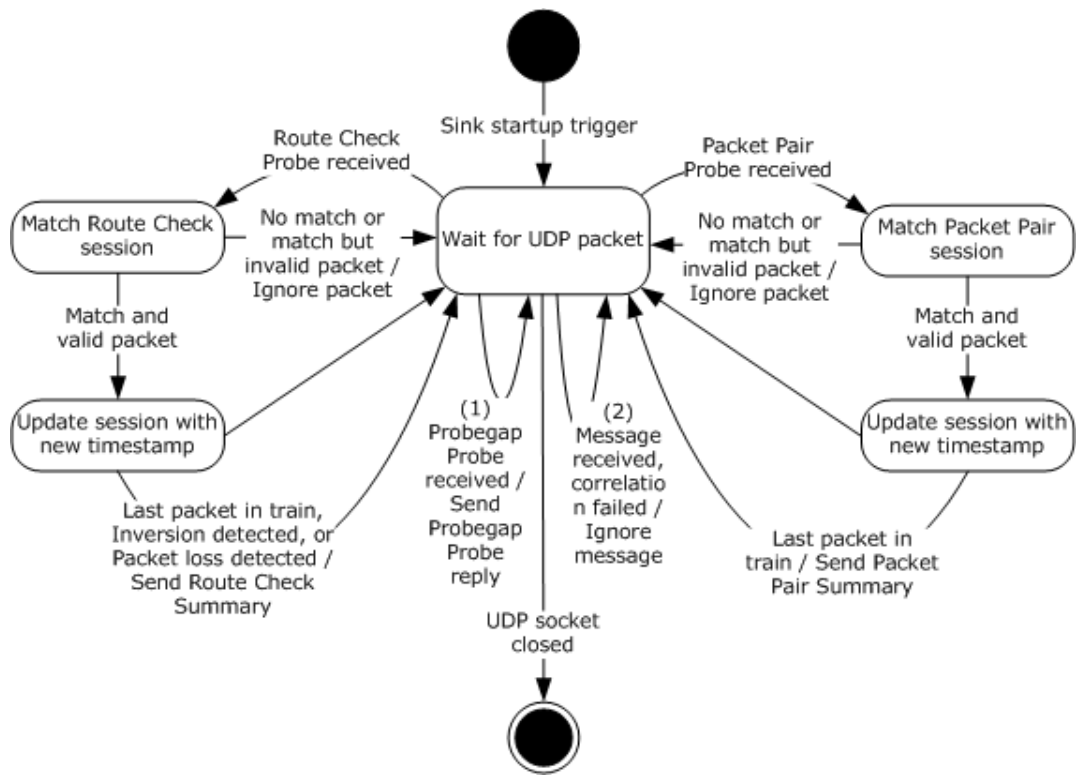 Sink startup trigger
Route Check
Probe received
Packet Pair
Probe received
Match Route Check
session
No match or
match but
invalid packet /
Ignore packet
Wait for UDP packet
No match or
match but
invalid packet /
Ignore packet
Match Packet Pair
session
Match and
valid packet
Match and
valid packet
Update session with
new timestamp
(1)
Probegap
Probe
received /
Send
Probegap
Probe
reply
(2)
Message
received,
correlatio
n failed /
Ignore
message
Update session with
new timestamp
Last packet in train,
Inversion detected, or
Packet loss detected /
Send Route Check
Summary
Last packet in
train / Send Packet
Pair Summary
UDP socket
closed